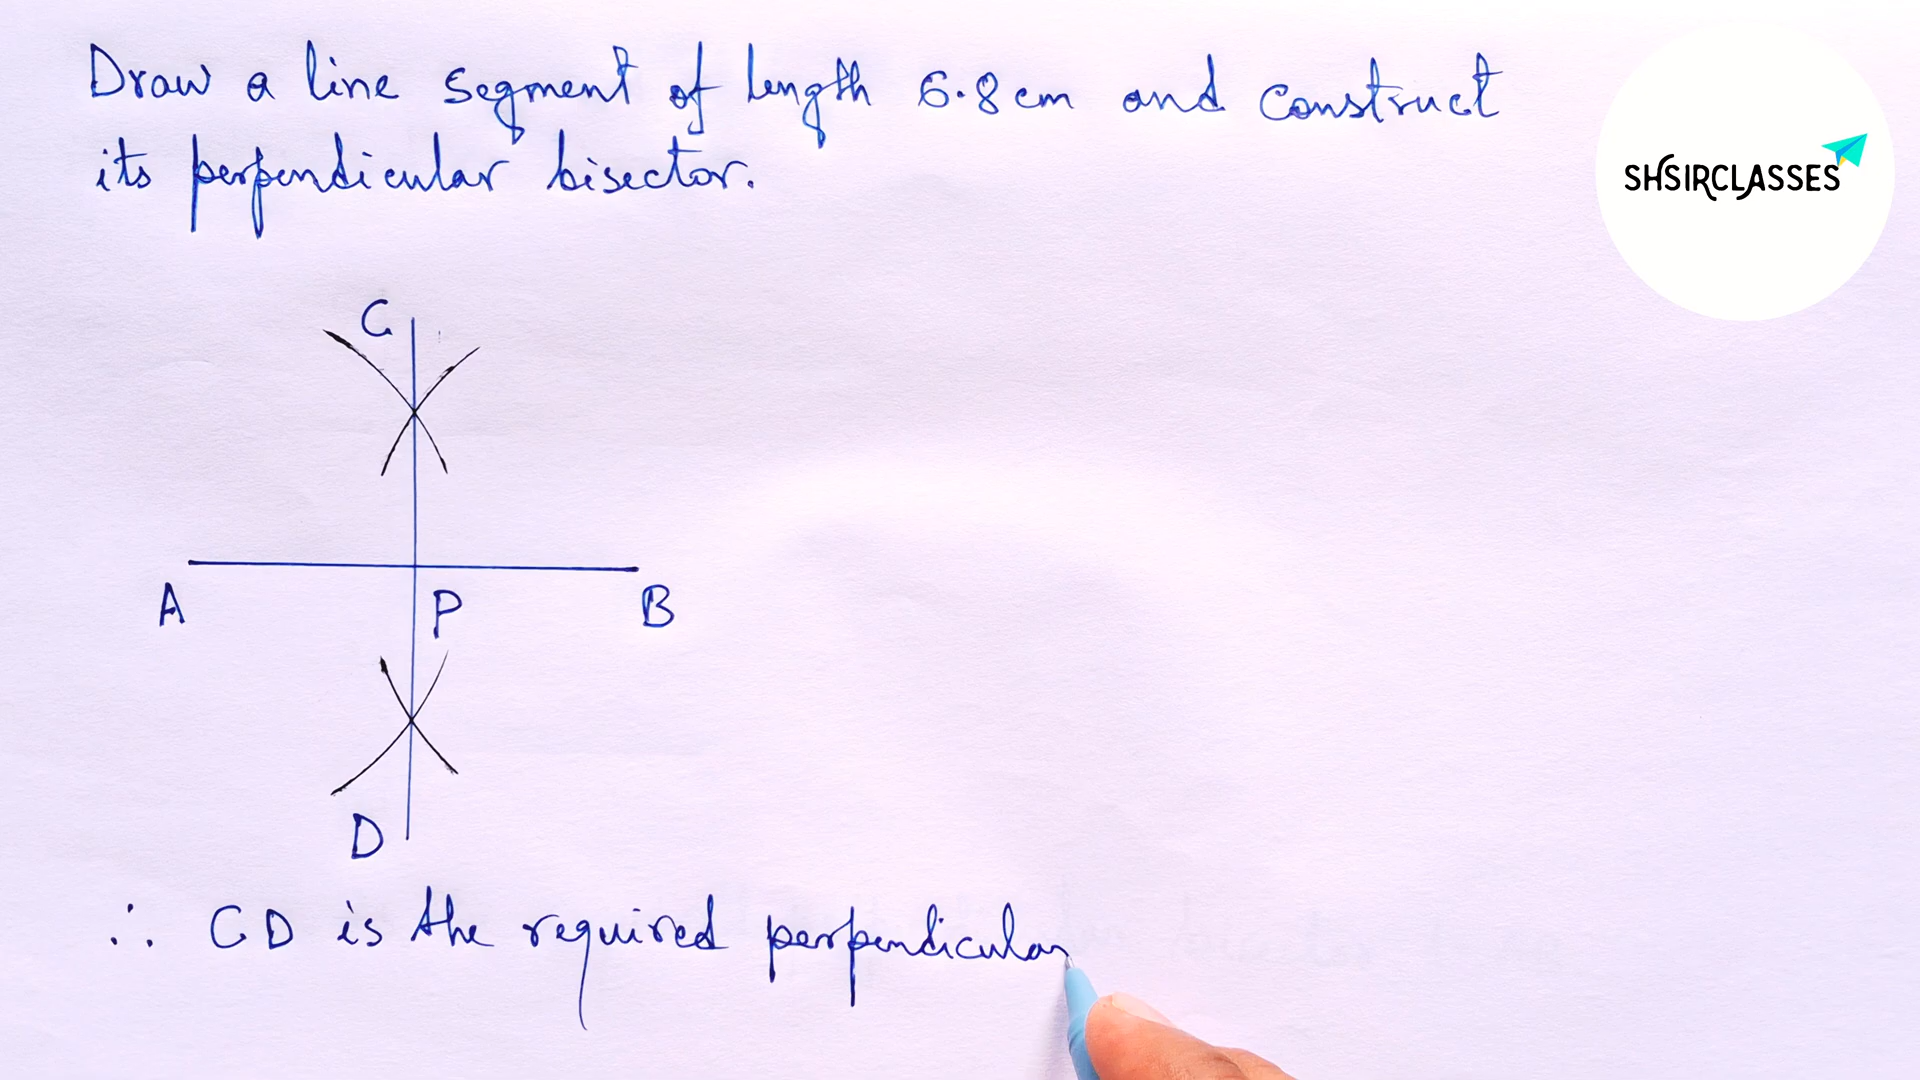 Draw a line segment of length 6.8 cm and construct
its perpendicular bisector.
SHSIRCLASSES
C
A
P
B
D
∴ CD is the required perpendicular